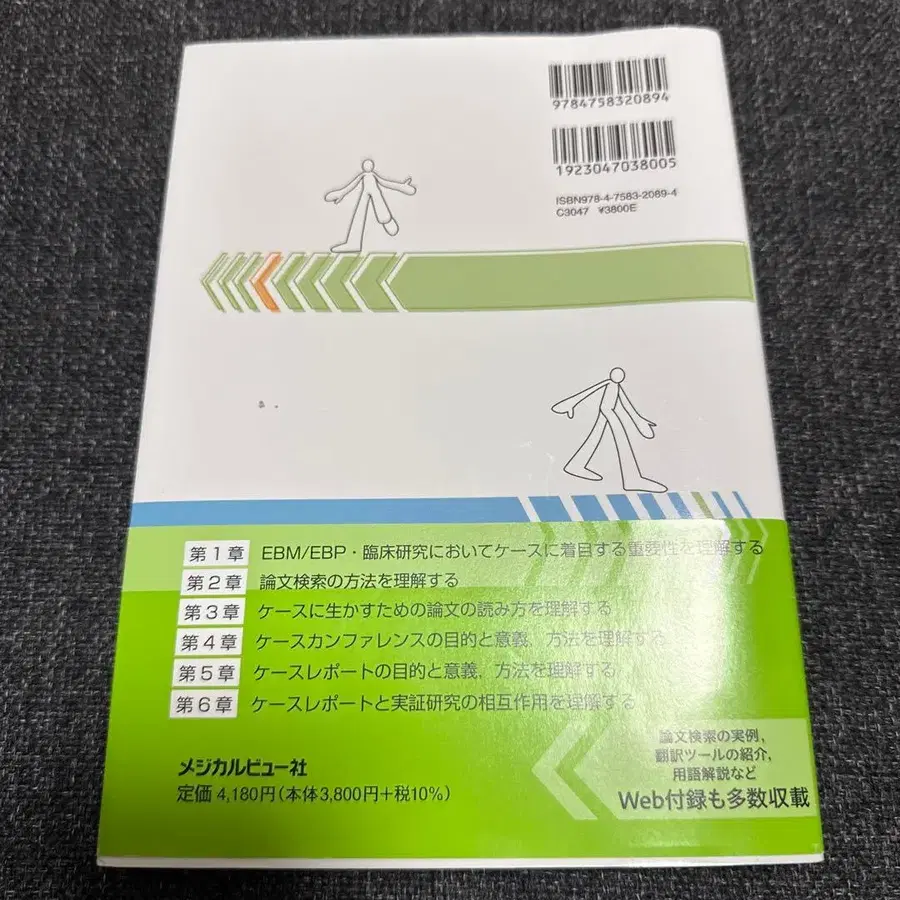 9784758320894
1923047038005
ISBN978-4-7583-2089-4
C3047 ¥3800E
第1章 EBM/EBP・臨床研究においてケースに着目する重要性を理解する
第2章 論文検索の方法を理解する
第3章 ケースに生かすための論文の読み方を理解する
第4章 ケースカンファレンスの目的と意義，方法を理解する
第5章 ケースレポートの目的と意義，方法を理解する
第6章 ケースレポートと実証研究の相互作用を理解する
論文検索の実例，
翻訳ツールの紹介，
用語解説など
Web付録も多数収載
メジカルビュー社
定価 4,180円(本体3,800円+税10%)